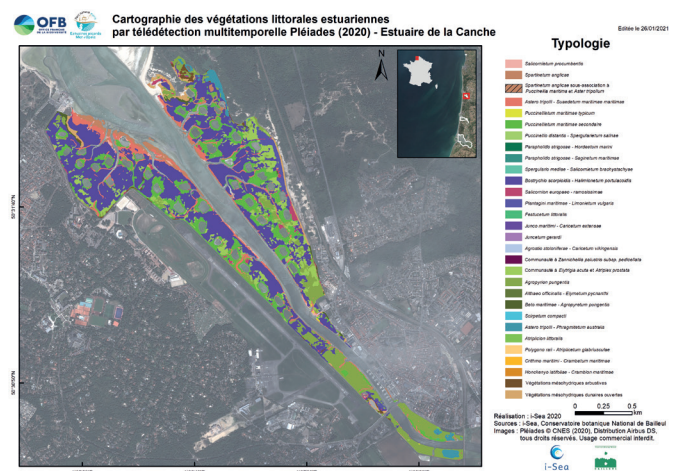 OFB
OFFICE FRANÇAIS
DE LA BIODIVERSITÉ
Cartographie des végétations littorales estuariennes
par télédétection multitemporelle Pléiades (2020) - Estuaire de la Canche
Editée le 26/01/2021
N
Typologie
Salicornietum procumbentis
Spartinetum anglicae
Spartinetum anglicae sous-association à
Puccinellia maritima et Aster tripolium
Astero tripolii - Suaedetum maritimae maritimae
Puccinellietum maritimae typicum
Puccinellietum maritimae secondaire
Puccinellio distantis - Spergularietum salinae
Parapholido strigosae - Hordeetum marini
Parapholido strigosae - Saginetum maritimae
Spergulario mediae - Salicornietum brachystachyae
Bostrychio scorpioidis - Halimionetum portulacoidis
Salicornion europaeo - ramosissimae
Plantagini maritimae - Limonietum vulgaris
Festucetum littoralis
Junco maritimi - Caricetum extensae
Juncetum gerardi
Agrostio stoloniferae - Caricetum vikingensis
Communauté à Zannichellia palustris subsp. pedicellata
Communauté à Elytrigia acuta et Atriplex prostata
Agropyrion pungentis
Althaeo officinalis - Elymetum pycnanthi
Beto maritimae - Agropyretum pungentis
Scirpetum compacti
Astero tripolii - Phragmitetum australis
Atriplicion littoralis
Polygono raii - Atriplicetum glabriusculae
Crithmo maritimi - Crambetum maritimae
Honckenyo latifoliae - Crambion maritimae
Végétations mésohydriques arbustives
Végétations mésohydriques dunaires ouvertes
0 0.25 0.5
km
Réalisation : i-Sea 2020
Sources : i-Sea, Conservatoire botanique National de Bailleul
Images : Pléiades © CNES (2020), Distribution Airbus DS,
tous droits réservés. Usage commercial interdit.
i-Sea